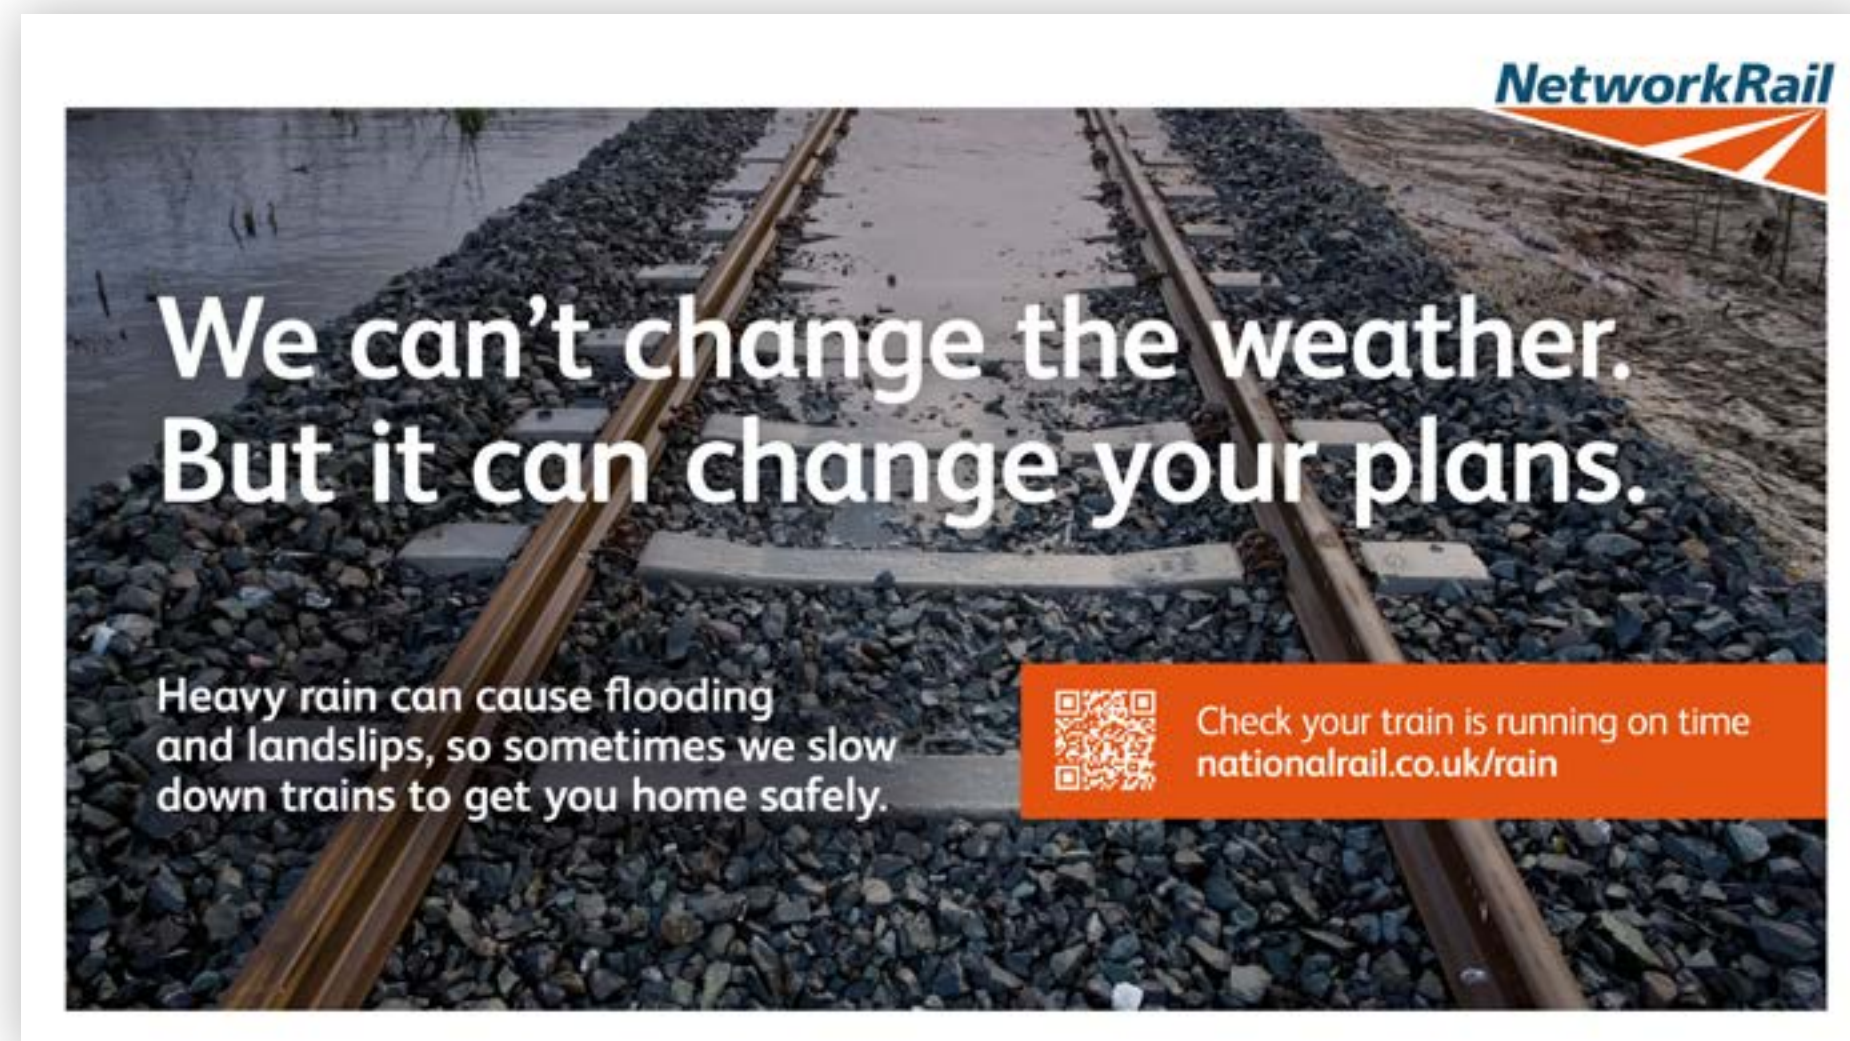 NetworkRail
We can't change the weather.
But it can change your plans.
Heavy rain can cause flooding
and landslips, so sometimes we slow
down trains to get you home safely.
Check your train is running on time
nationalrail.co.uk/rain